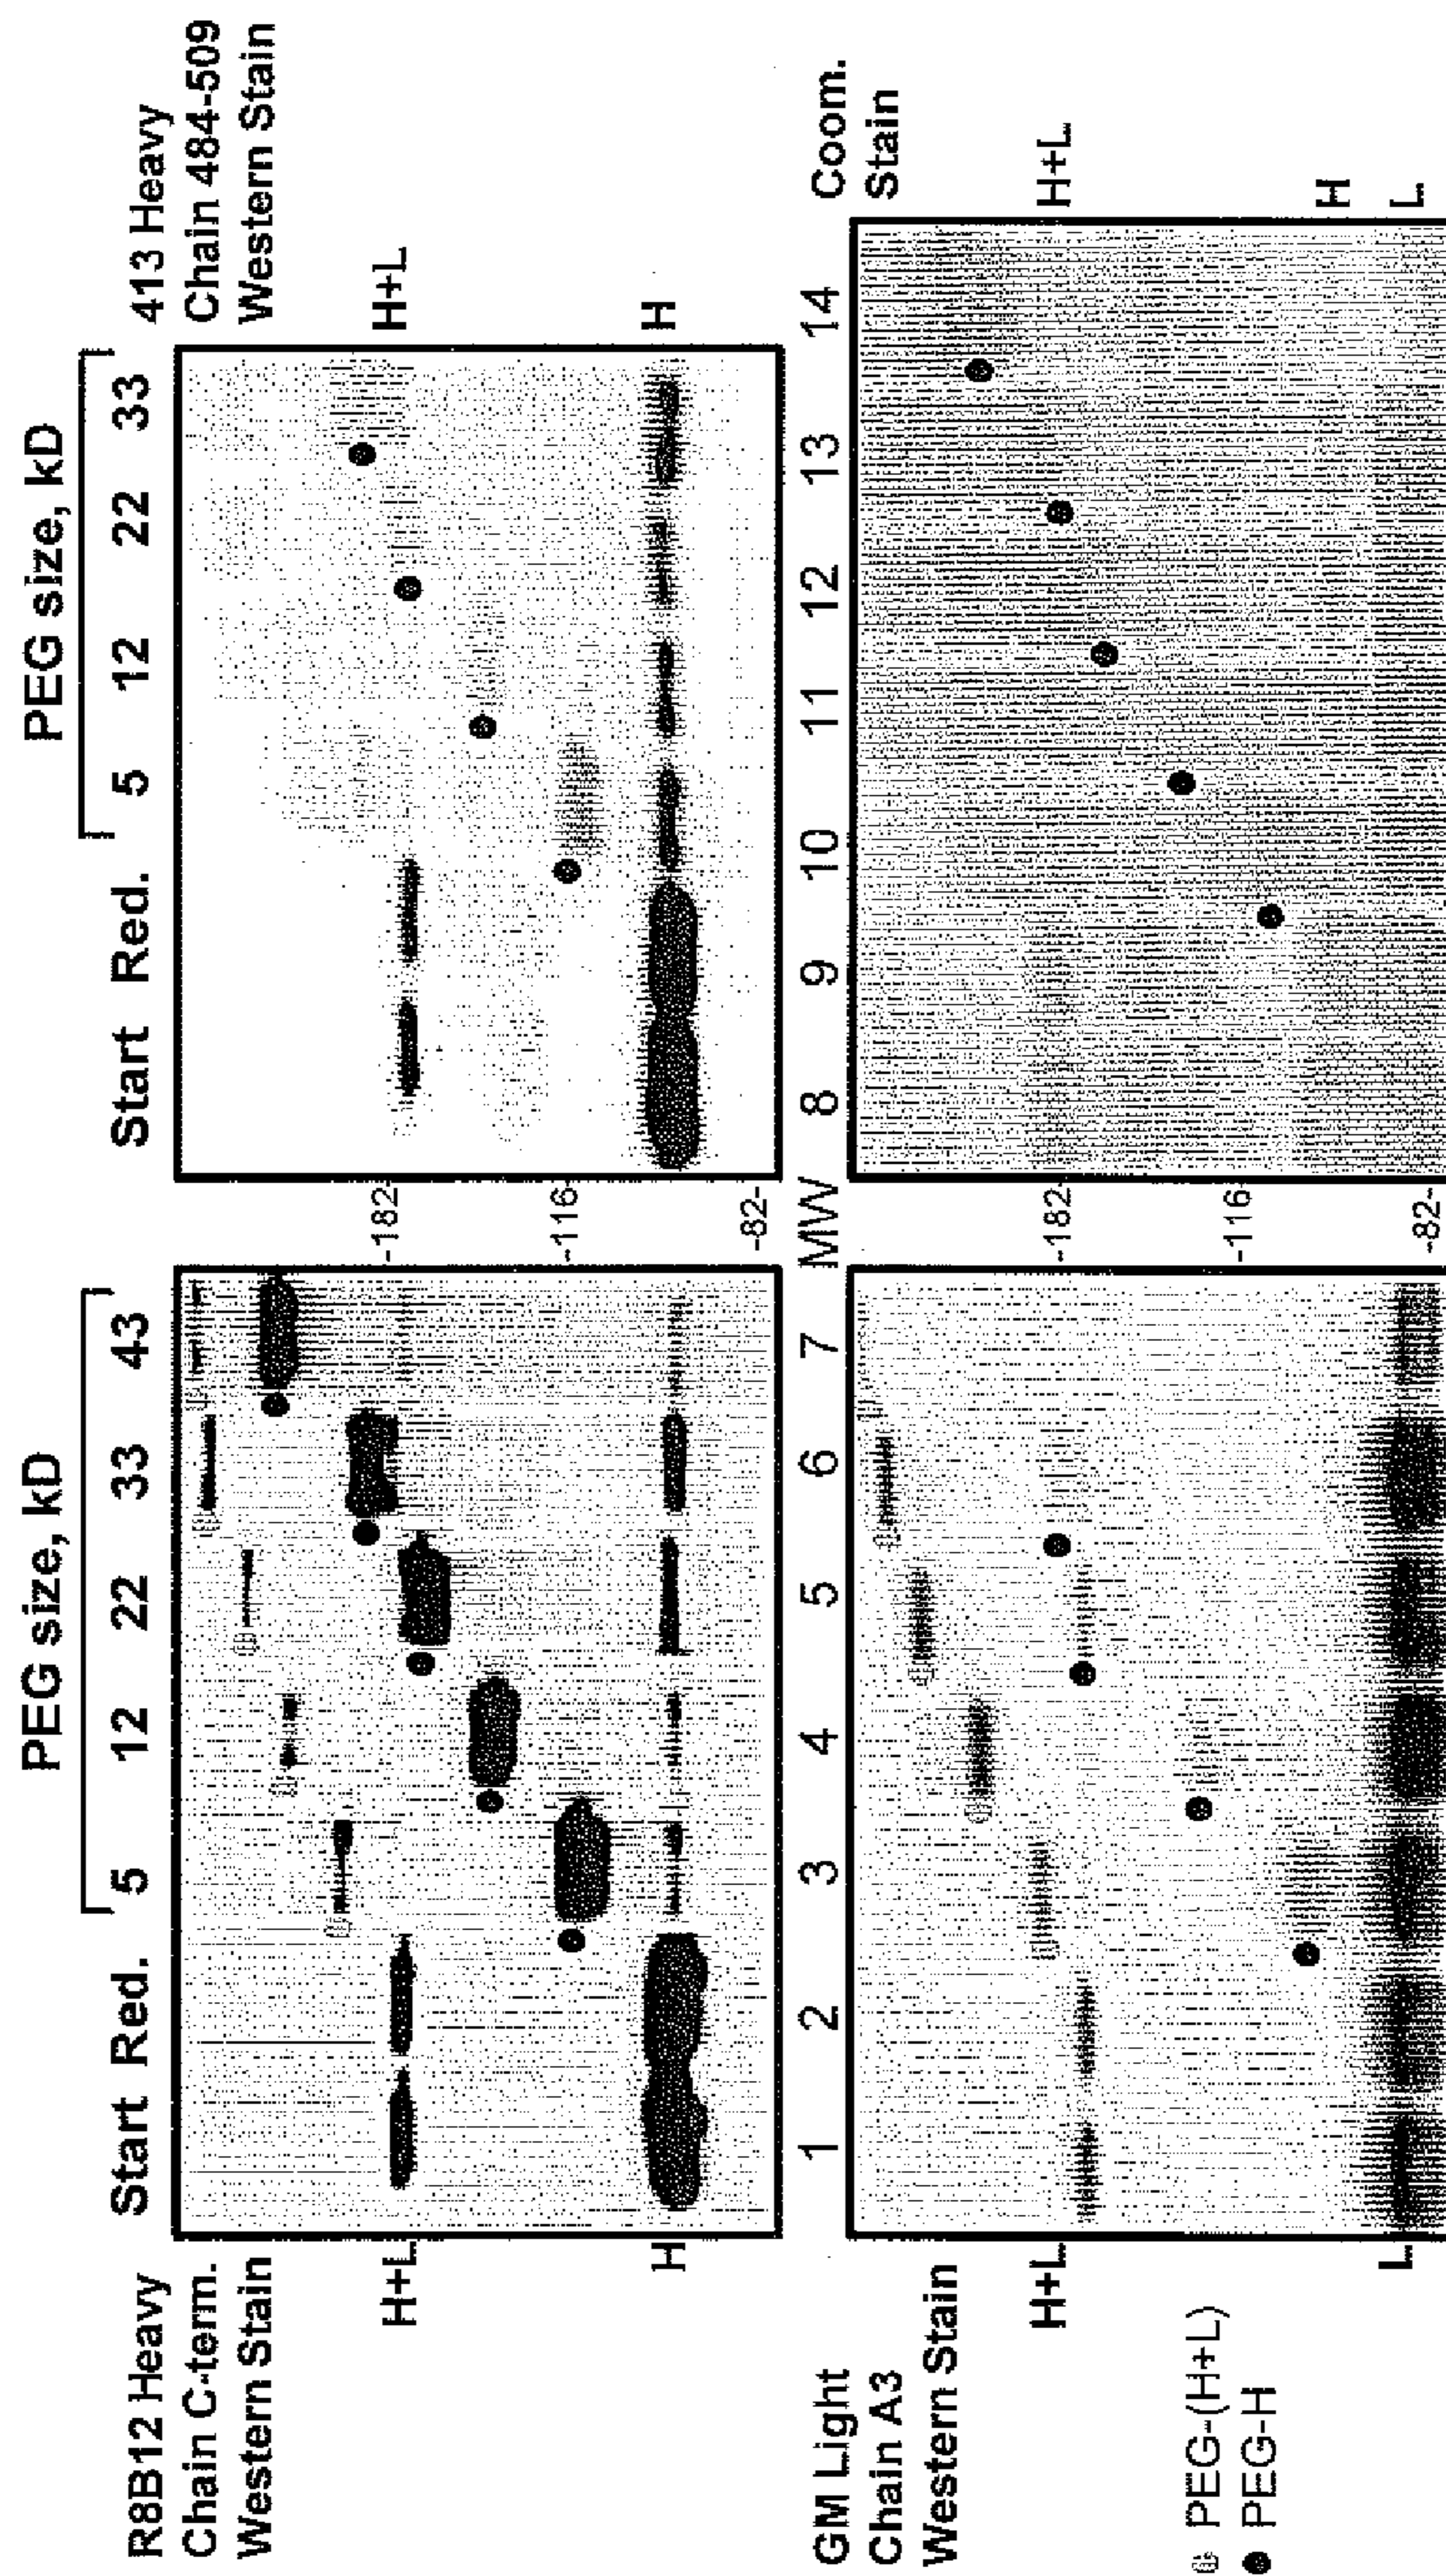 PEG size, kD
Start Red. 5 12 22 33 43
R8B12 Heavy
Chain C-term.
Western Stain
H+L
H
-182-
-116-
-82-
PEG size, kD
Start Red. 5 12 22 33
413 Heavy
Chain 484-509
Western Stain
H+L
H
1 2 3 4 5 6 7 MW 8 9 10 11 12 13 14
GM Light
Chain A3
Western Stain
H+L
L
-182-
-116-
-82-
Coom.
Stain
H+L
H
L
PEG-(H+L)
PEG-H